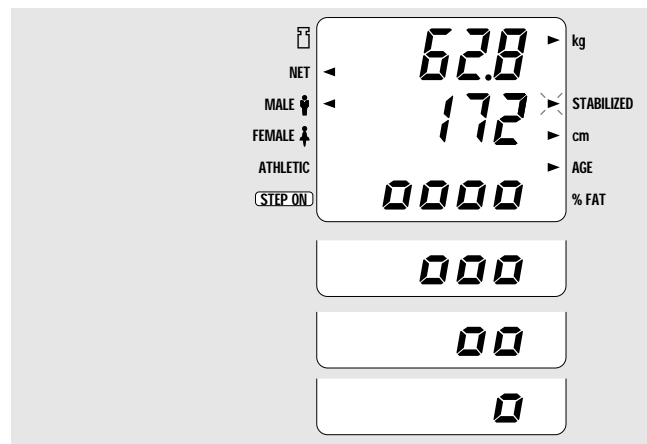 62.8 kg
NET
MALE 172 STABILIZED
FEMALE cm
ATHLETIC AGE
STEP ON 0000 % FAT
000
00
0